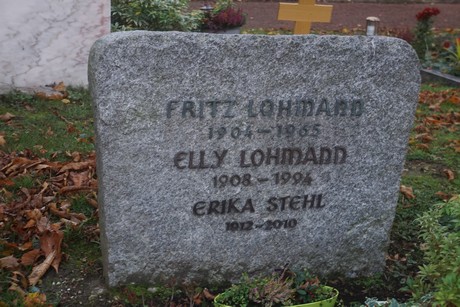 FRITZ LOHMANN
1904-1965
ELLY LOHMANN
1908-1994
ERIKA STEHL
1912-2010